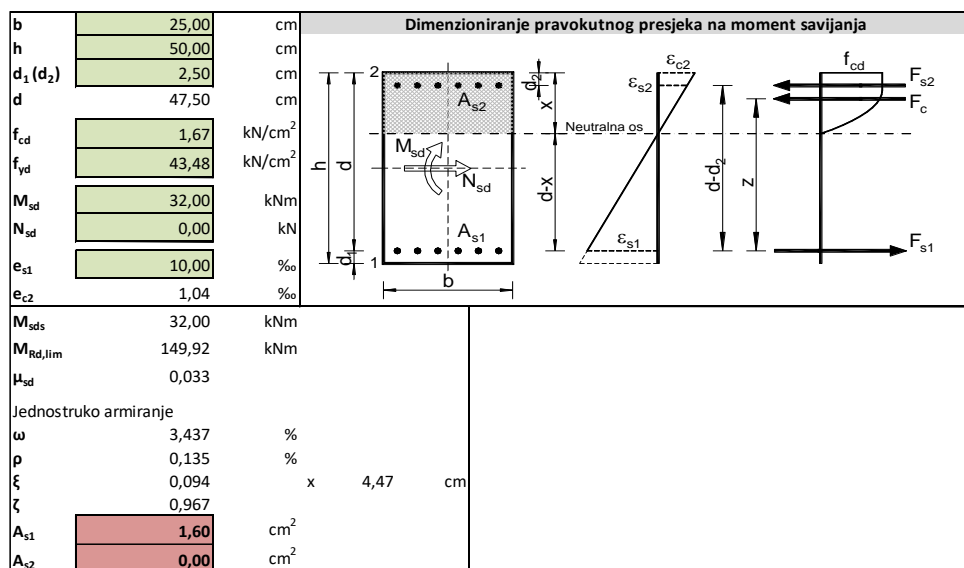 b 25,00 cm
Dimenzioniranje pravokutnog presjeka na moment savijanja
h 50,00 cm
d1 (d2) 2,50 cm
d 47,50 cm
fcd 1,67 kN/cm²
fyd 43,48 kN/cm²
Msd 32,00 kNm
Nsd 0,00 kN
es1 10,00 ‰
ec2 1,04 ‰
2
As2
Msd
Nsd
As1
1
h
d
d1
b
d2
x
Neutralna os
d-x
εc2
εs2
εs1
d-d2
z
fcd
Fs2
Fc
Fs1
Msds 32,00 kNm
MRd,lim 149,92 kNm
μsd 0,033
Jednostruko armiranje
ω 3,437 %
ρ 0,135 %
ξ 0,094 x 4,47 cm
ζ 0,967
As1 1,60 cm²
As2 0,00 cm²